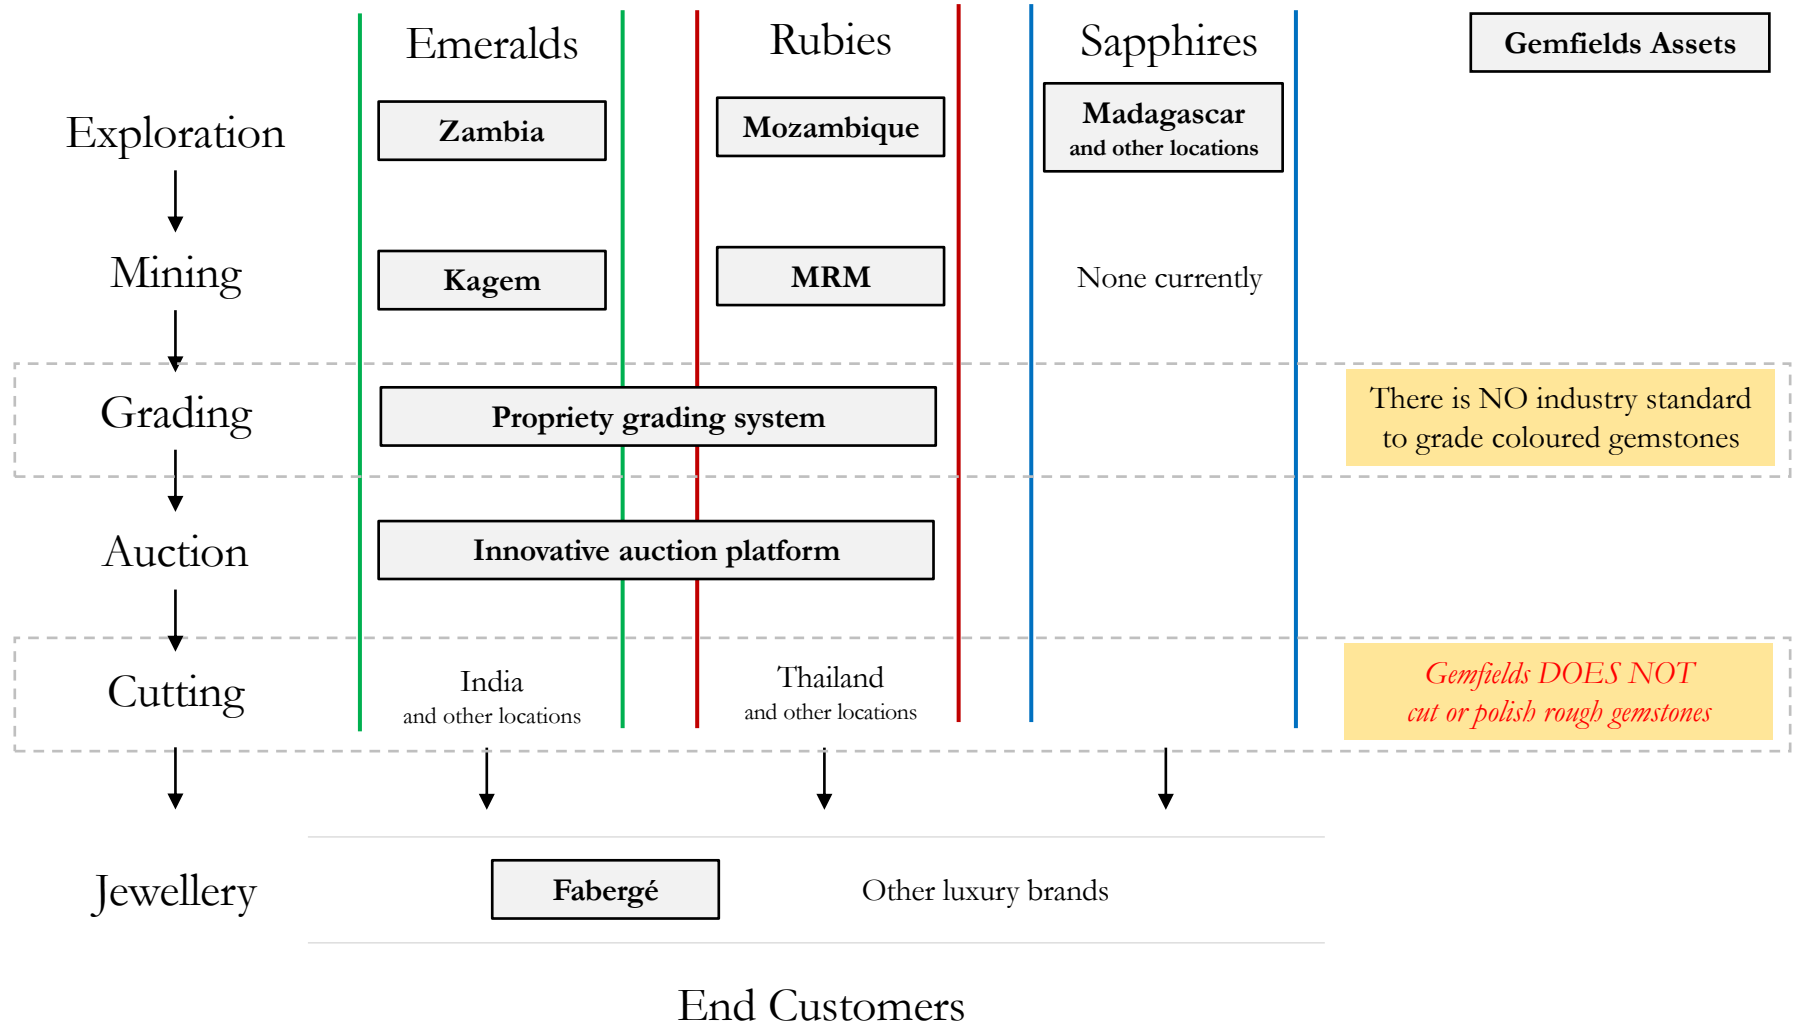 Emeralds
Rubies
Sapphires
Gemfields Assets
Exploration
Zambia
Mozambique
Madagascar
and other locations
Mining
Kagem
MRM
None currently
Grading
Propriety grading system
There is NO industry standard
to grade coloured gemstones
Auction
Innovative auction platform
Cutting
India
and other locations
Thailand
and other locations
Gemfields DOES NOT
cut or polish rough gemstones
Jewellery
Fabergé
Other luxury brands
End Customers